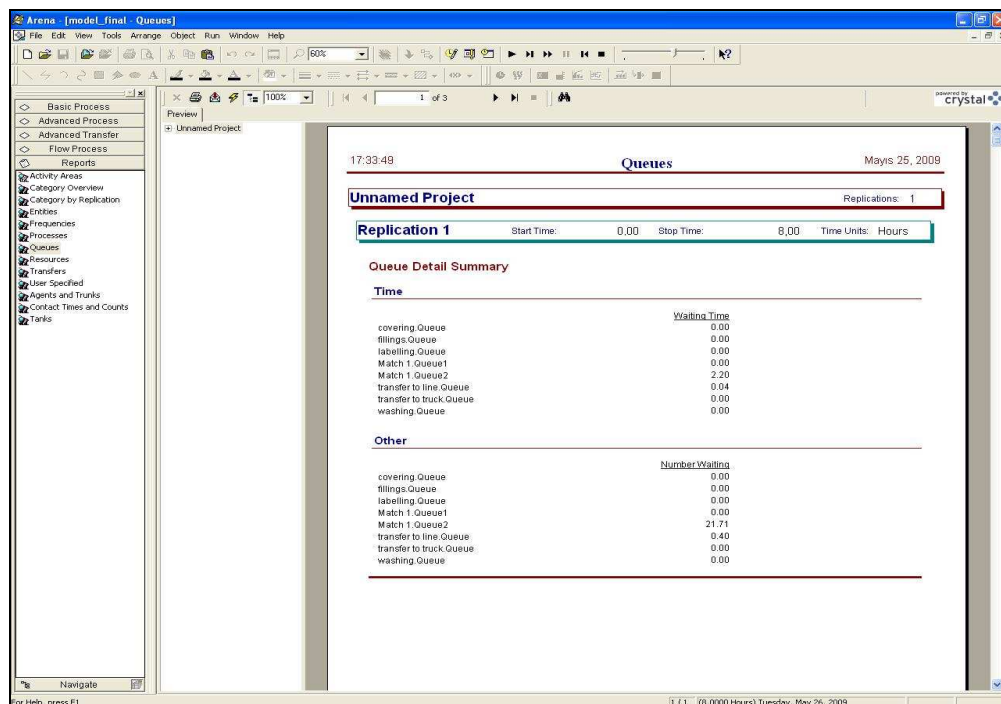 Arena - [model_final - Queues]
File Edit View Tools Arrange Object Run Window Help
60%
100%
1 of 3
powered by
crystal
Preview
Basic Process
Advanced Process
Advanced Transfer
Flow Process
Reports
Activity Areas
Category Overview
Category by Replication
Entities
Frequencies
Processes
Queues
Resources
Transfers
User Specified
Agents and Trunks
Contact Times and Counts
Tanks
Navigate
Unnamed Project
17:33:49 Queues Mayıs 25, 2009
Unnamed Project Replications: 1
Replication 1 Start Time: 0,00 Stop Time: 8,00 Time Units: Hours
Queue Detail Summary
Time
Waiting Time
covering.Queue 0.00
fillings.Queue 0.00
labelling.Queue 0.00
Match 1.Queue1 0.00
Match 1.Queue2 2.20
transfer to line.Queue 0.04
transfer to truck.Queue 0.00
washing.Queue 0.00
Other
Number Waiting
covering.Queue 0.00
fillings.Queue 0.00
labelling.Queue 0.00
Match 1.Queue1 0.00
Match 1.Queue2 21.71
transfer to line.Queue 0.40
transfer to truck.Queue 0.00
washing.Queue 0.00
For Help, press F1 1 / 1 (8.0000 Hours) Tuesday, May 26, 2009